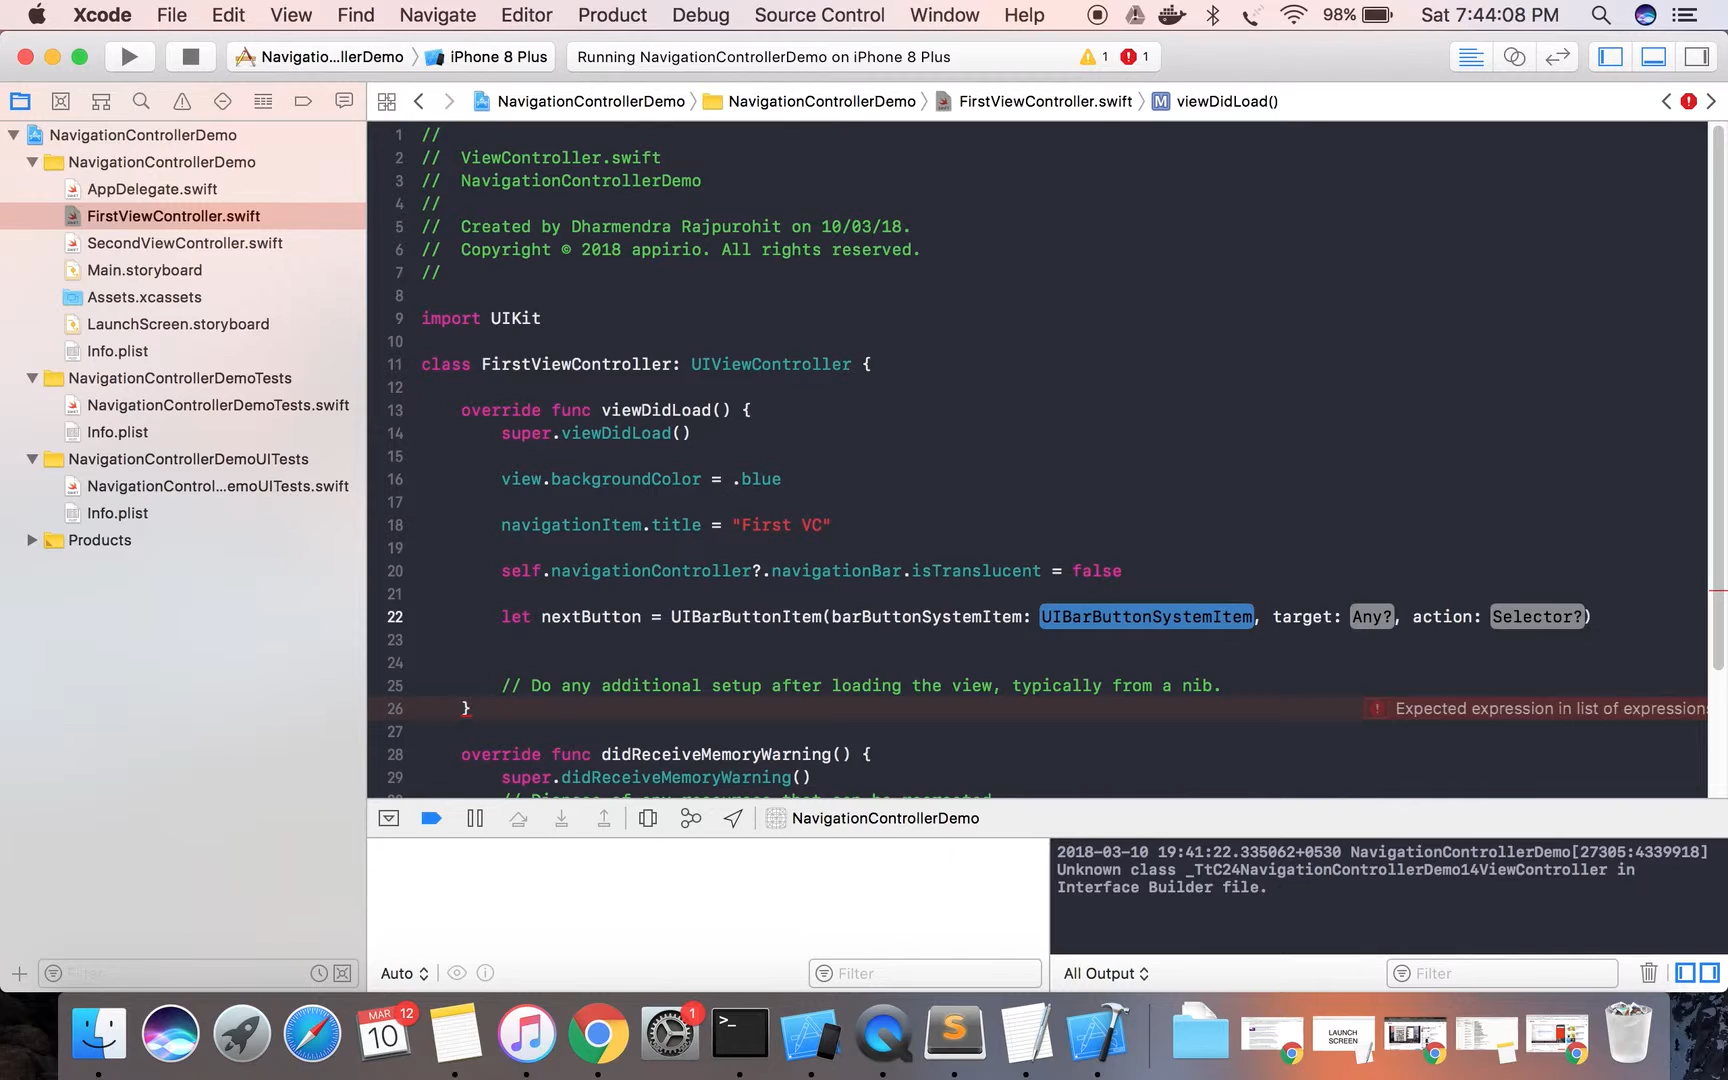 Xcode File Edit View Find Navigate Editor Product Debug Source Control Window Help 98% Sat 7:44:08 PM
Navigatio...llerDemo iPhone 8 Plus Running NavigationControllerDemo on iPhone 8 Plus 1 1
NavigationControllerDemo NavigationControllerDemo FirstViewController.swift M viewDidLoad()
NavigationControllerDemo
NavigationControllerDemo
AppDelegate.swift
FirstViewController.swift
SecondViewController.swift
Main.storyboard
Assets.xcassets
LaunchScreen.storyboard
Info.plist
NavigationControllerDemoTests
NavigationControllerDemoTests.swift
Info.plist
NavigationControllerDemoUITests
NavigationControl...emoUITests.swift
Info.plist
Products
Filter
1 //
2 // ViewController.swift
3 // NavigationControllerDemo
4 //
5 // Created by Dharmendra Rajpurohit on 10/03/18.
6 // Copyright © 2018 appirio. All rights reserved.
7 //
8
9 import UIKit
10
11 class FirstViewController: UIViewController {
12
13 override func viewDidLoad() {
14 super.viewDidLoad()
15
16 view.backgroundColor = .blue
17
18 navigationItem.title = "First VC"
19
20 self.navigationController?.navigationBar.isTranslucent = false
21
22 let nextButton = UIBarButtonItem(barButtonSystemItem: UIBarButtonSystemItem, target: Any?, action: Selector?)
23
24
25 // Do any additional setup after loading the view, typically from a nib.
26 } Expected expression in list of expressions
27
28 override func didReceiveMemoryWarning() {
29 super.didReceiveMemoryWarning()
NavigationControllerDemo
2018-03-10 19:41:22.335062+0530 NavigationControllerDemo[27305:4339918]
Unknown class _TtC24NavigationControllerDemo14ViewController in
Interface Builder file.
Auto Filter All Output Filter
MAR
10
12
1
LAUNCH
SCREEN